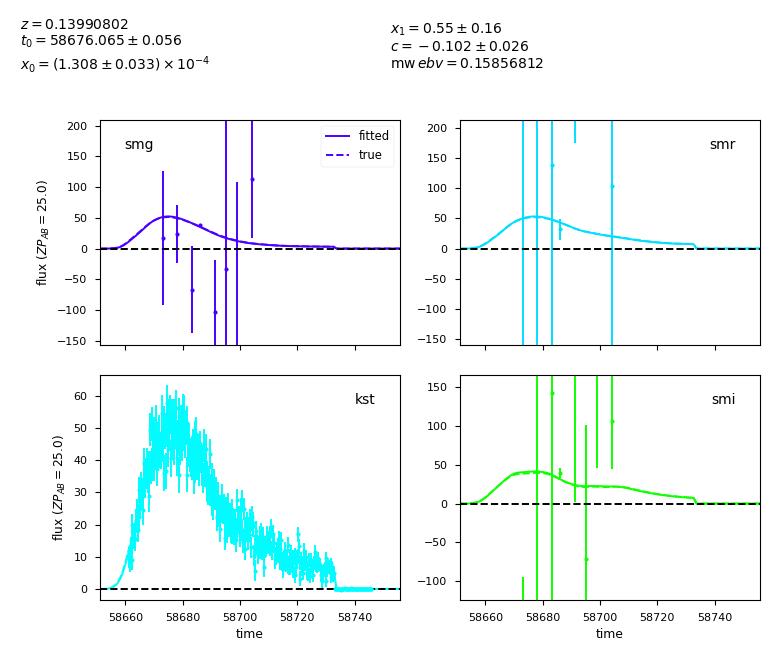 z = 0.13990802
t₀ = 58676.065 ± 0.056
x₀ = (1.308 ± 0.033) × 10⁻⁴
x₁ = 0.55 ± 0.16
c = −0.102 ± 0.026
mw ebv = 0.15856812
smg
fitted
true
200
150
100
50
0
−50
−100
−150
flux (ZP_AB = 25.0)
smr
200
150
100
50
0
−50
−100
−150
kst
60
50
40
30
20
10
0
flux (ZP_AB = 25.0)
58660 58680 58700 58720 58740
time
smi
150
100
50
0
−50
−100
58660 58680 58700 58720 58740
time